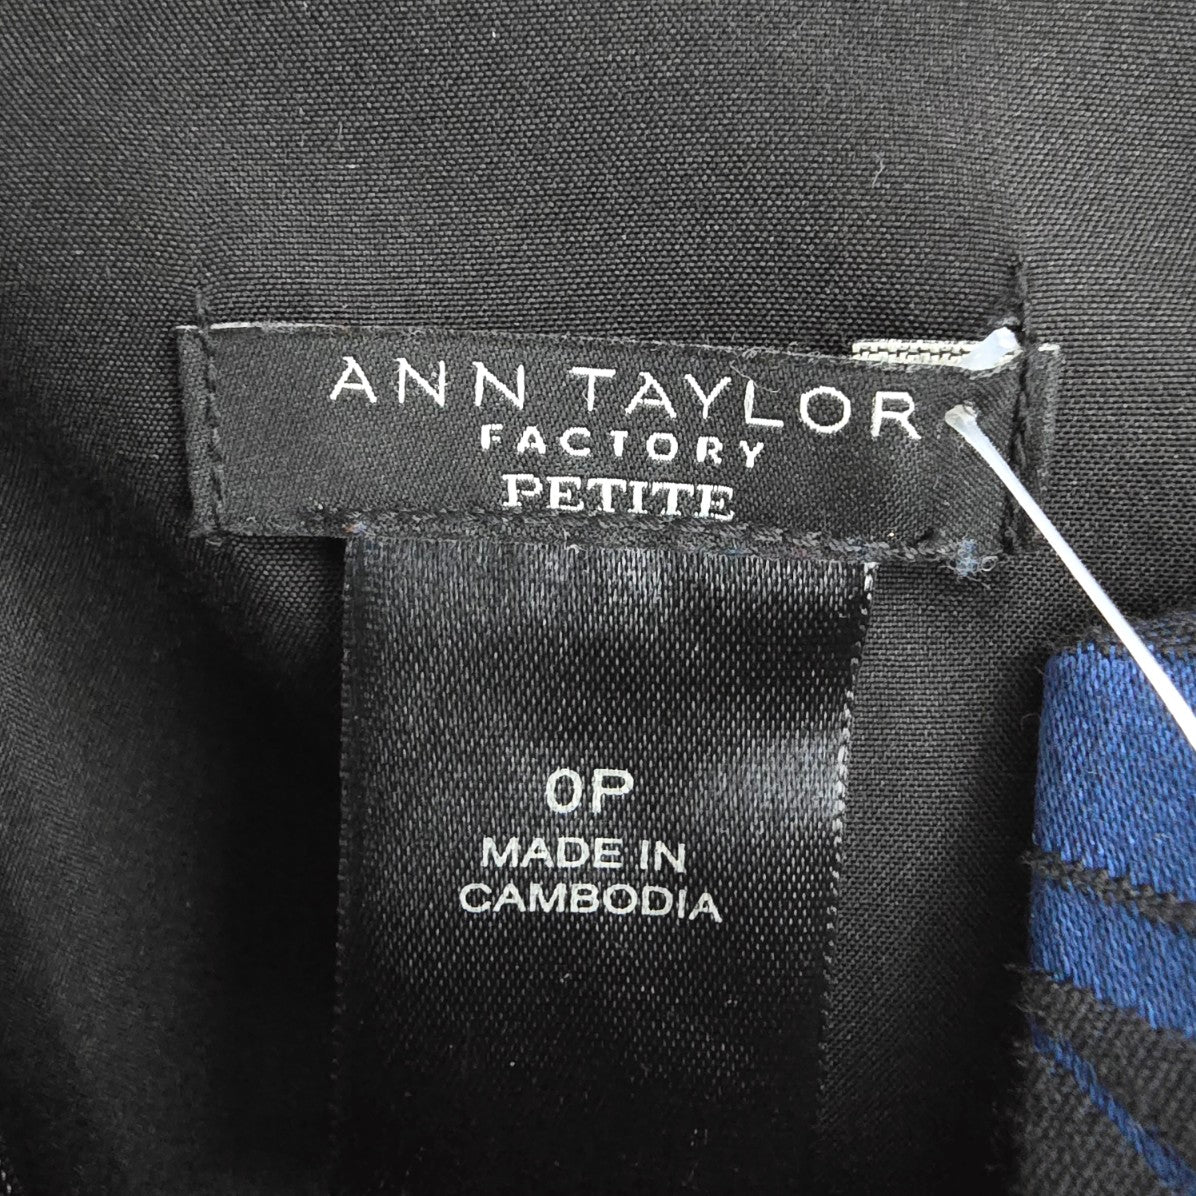 ANN TAYLOR
FACTORY
PETITE
0P
MADE IN
CAMBODIA